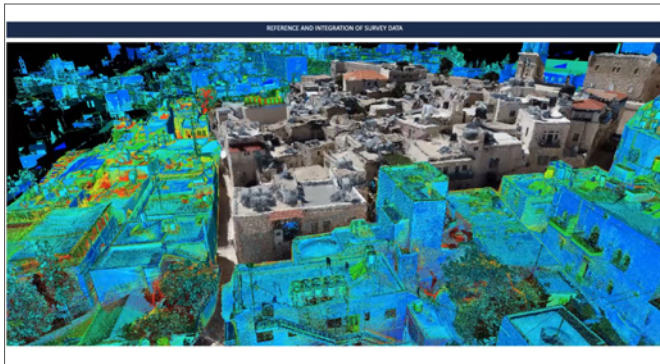 REFERENCE AND INTEGRATION OF SURVEY DATA